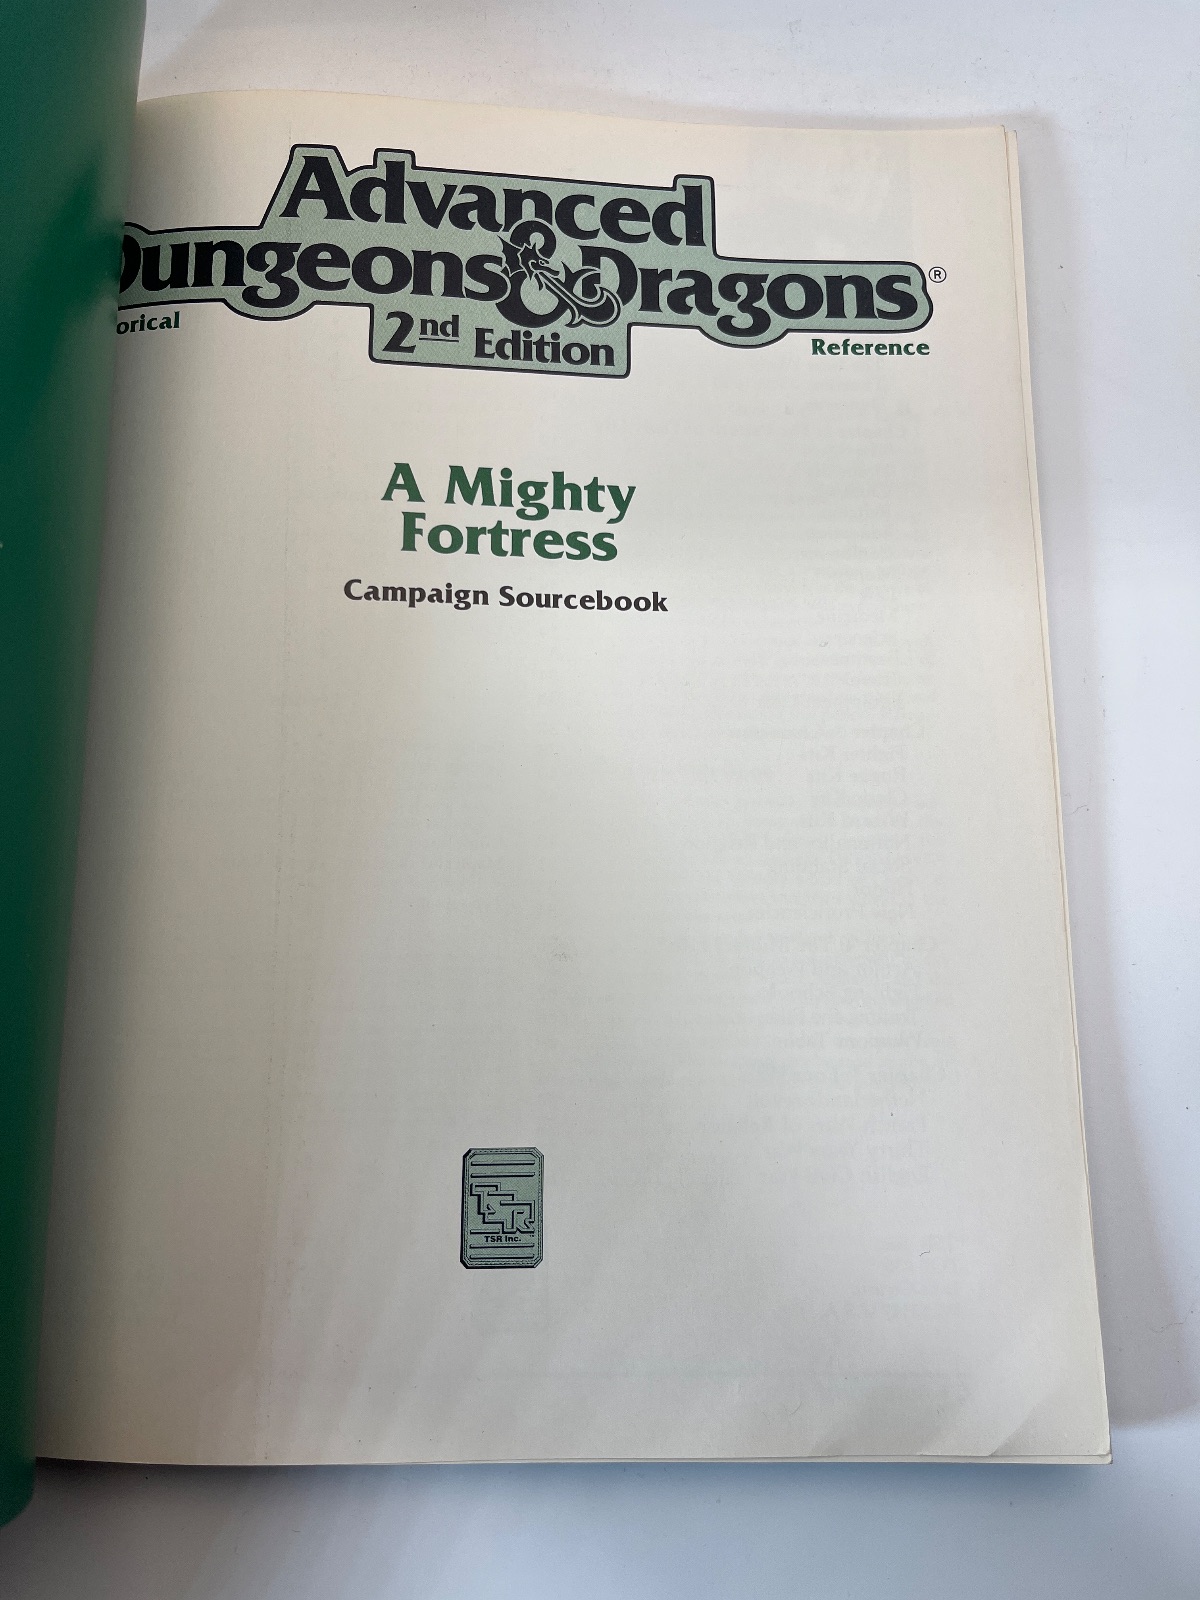 Advanced
Dungeons & Dragons®
2nd Edition
orical
Reference
A Mighty
Fortress
Campaign Sourcebook
TSR
TSR Inc.